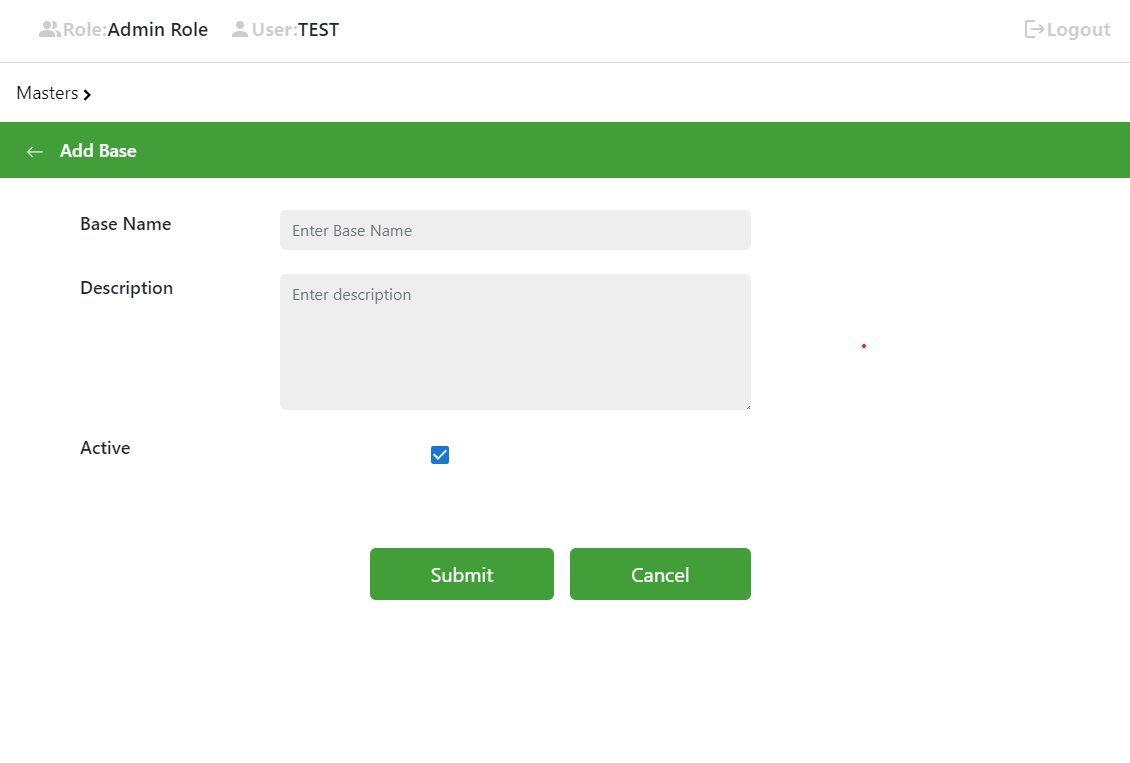 Role:Admin Role User:TEST Logout
Masters
Add Base
Base Name
Enter Base Name
Description
Enter description
Active
Submit Cancel